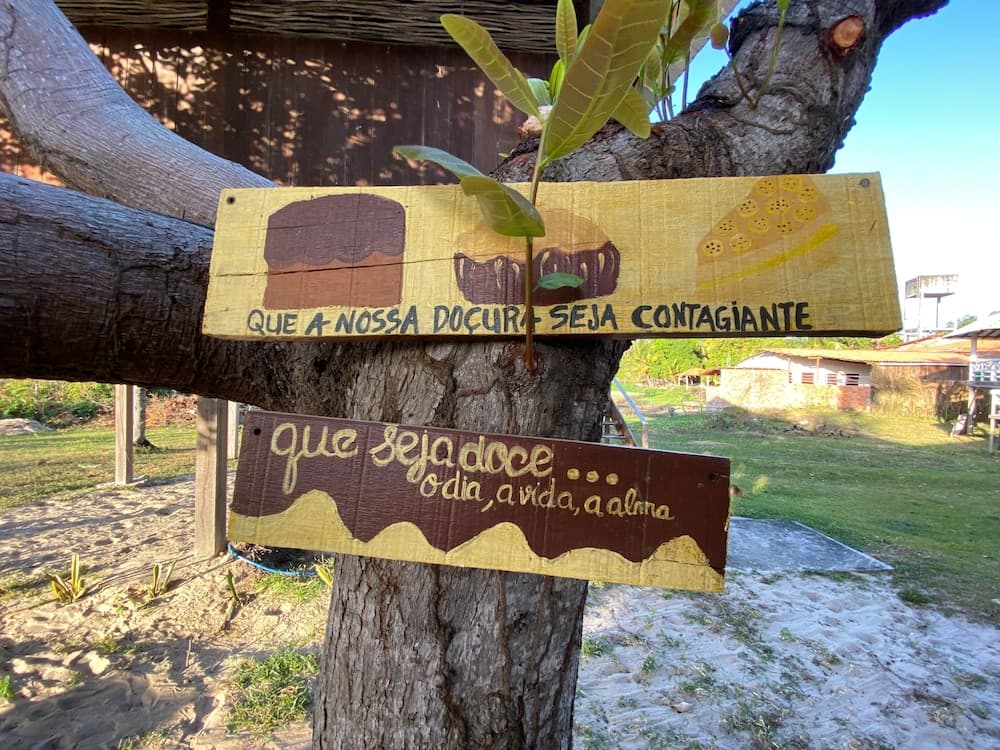 QUE A NOSSA DOÇURA SEJA CONTAGIANTE
que seja doce...
o dia, a vida, a alma